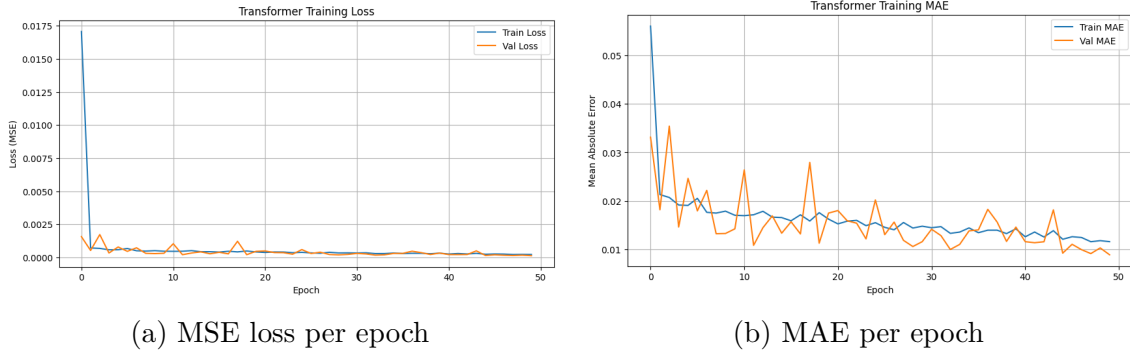 Transformer Training Loss
Train Loss
Val Loss
0.0175
0.0150
0.0125
0.0100
0.0075
0.0050
0.0025
0.0000
Loss (MSE)
0
10
20
30
40
50
Epoch
(a) MSE loss per epoch
Transformer Training MAE
Train MAE
Val MAE
0.05
0.04
0.03
0.02
0.01
Mean Absolute Error
0
10
20
30
40
50
Epoch
(b) MAE per epoch